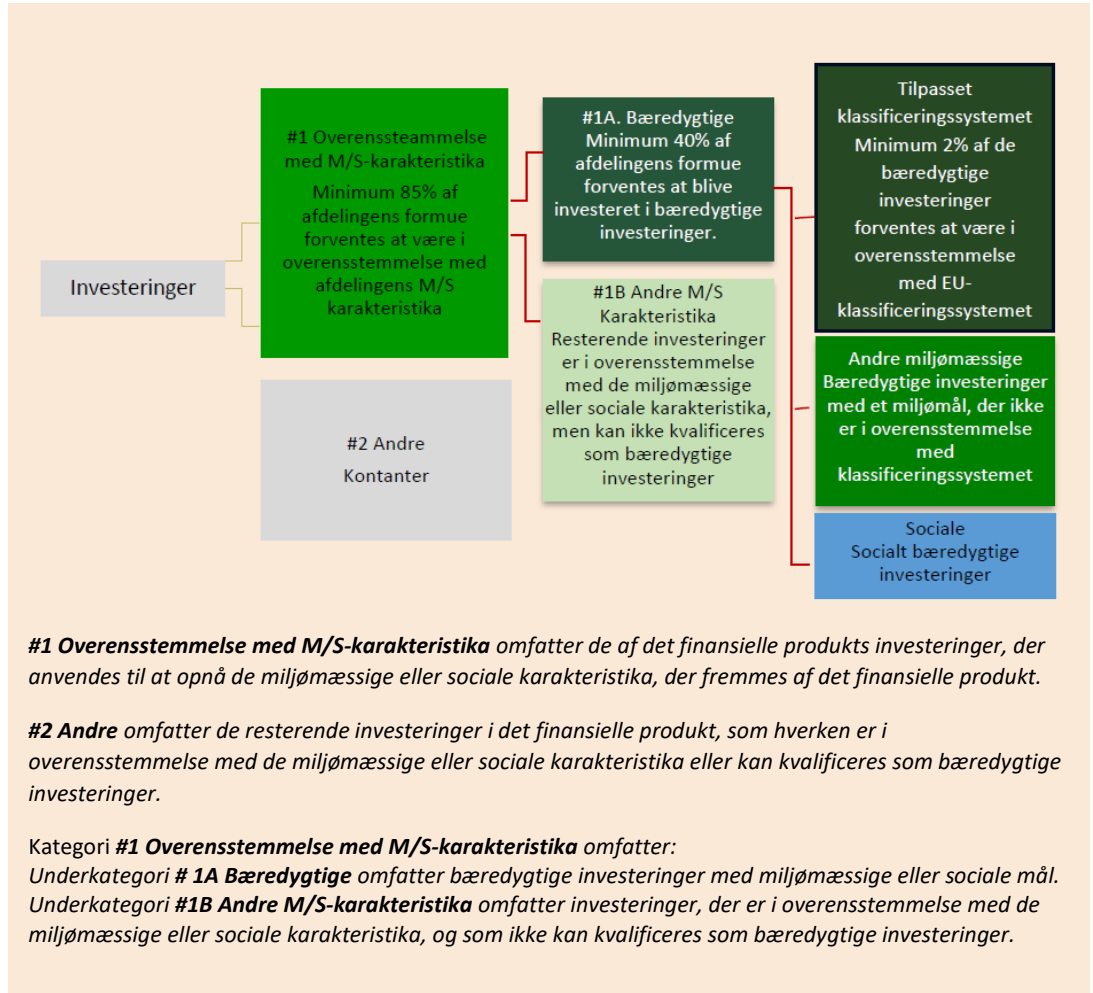 Investeringer
#1 Overenssteammelse
med M/S-karakteristika
Minimum 85% af
afdelingens formue
forventes at være i
overensstemmelse med
afdelingens M/S
karakteristika
#2 Andre
Kontanter
#1A. Bæredygtige
Minimum 40% af
afdelingens formue
forventes at blive
investeret i bæredygtige
investeringer.
#1B Andre M/S
Karakteristika
Resterende investeringer
er i overensstemmelse
med de miljømæssige
eller sociale karakteristika,
men kan ikke kvalificeres
som bæredygtige
investeringer
Tilpasset
klassificeringssystemet
Minimum 2% af de
bæredygtige
investeringer
forventes at være i
overensstemmelse
med EU-
klassificeringssystemet
Andre miljømæssige
Bæredygtige investeringer
med et miljømål, der ikke
er i overensstemmelse
med
klassificeringssystemet
Sociale
Socialt bæredygtige
investeringer
#1 Overensstemmelse med M/S-karakteristika omfatter de af det finansielle produkts investeringer, der
anvendes til at opnå de miljømæssige eller sociale karakteristika, der fremmes af det finansielle produkt.
#2 Andre omfatter de resterende investeringer i det finansielle produkt, som hverken er i
overensstemmelse med de miljømæssige eller sociale karakteristika eller kan kvalificeres som bæredygtige
investeringer.
Kategori #1 Overensstemmelse med M/S-karakteristika omfatter:
Underkategori # 1A Bæredygtige omfatter bæredygtige investeringer med miljømæssige eller sociale mål.
Underkategori #1B Andre M/S-karakteristika omfatter investeringer, der er i overensstemmelse med de
miljømæssige eller sociale karakteristika, og som ikke kan kvalificeres som bæredygtige investeringer.